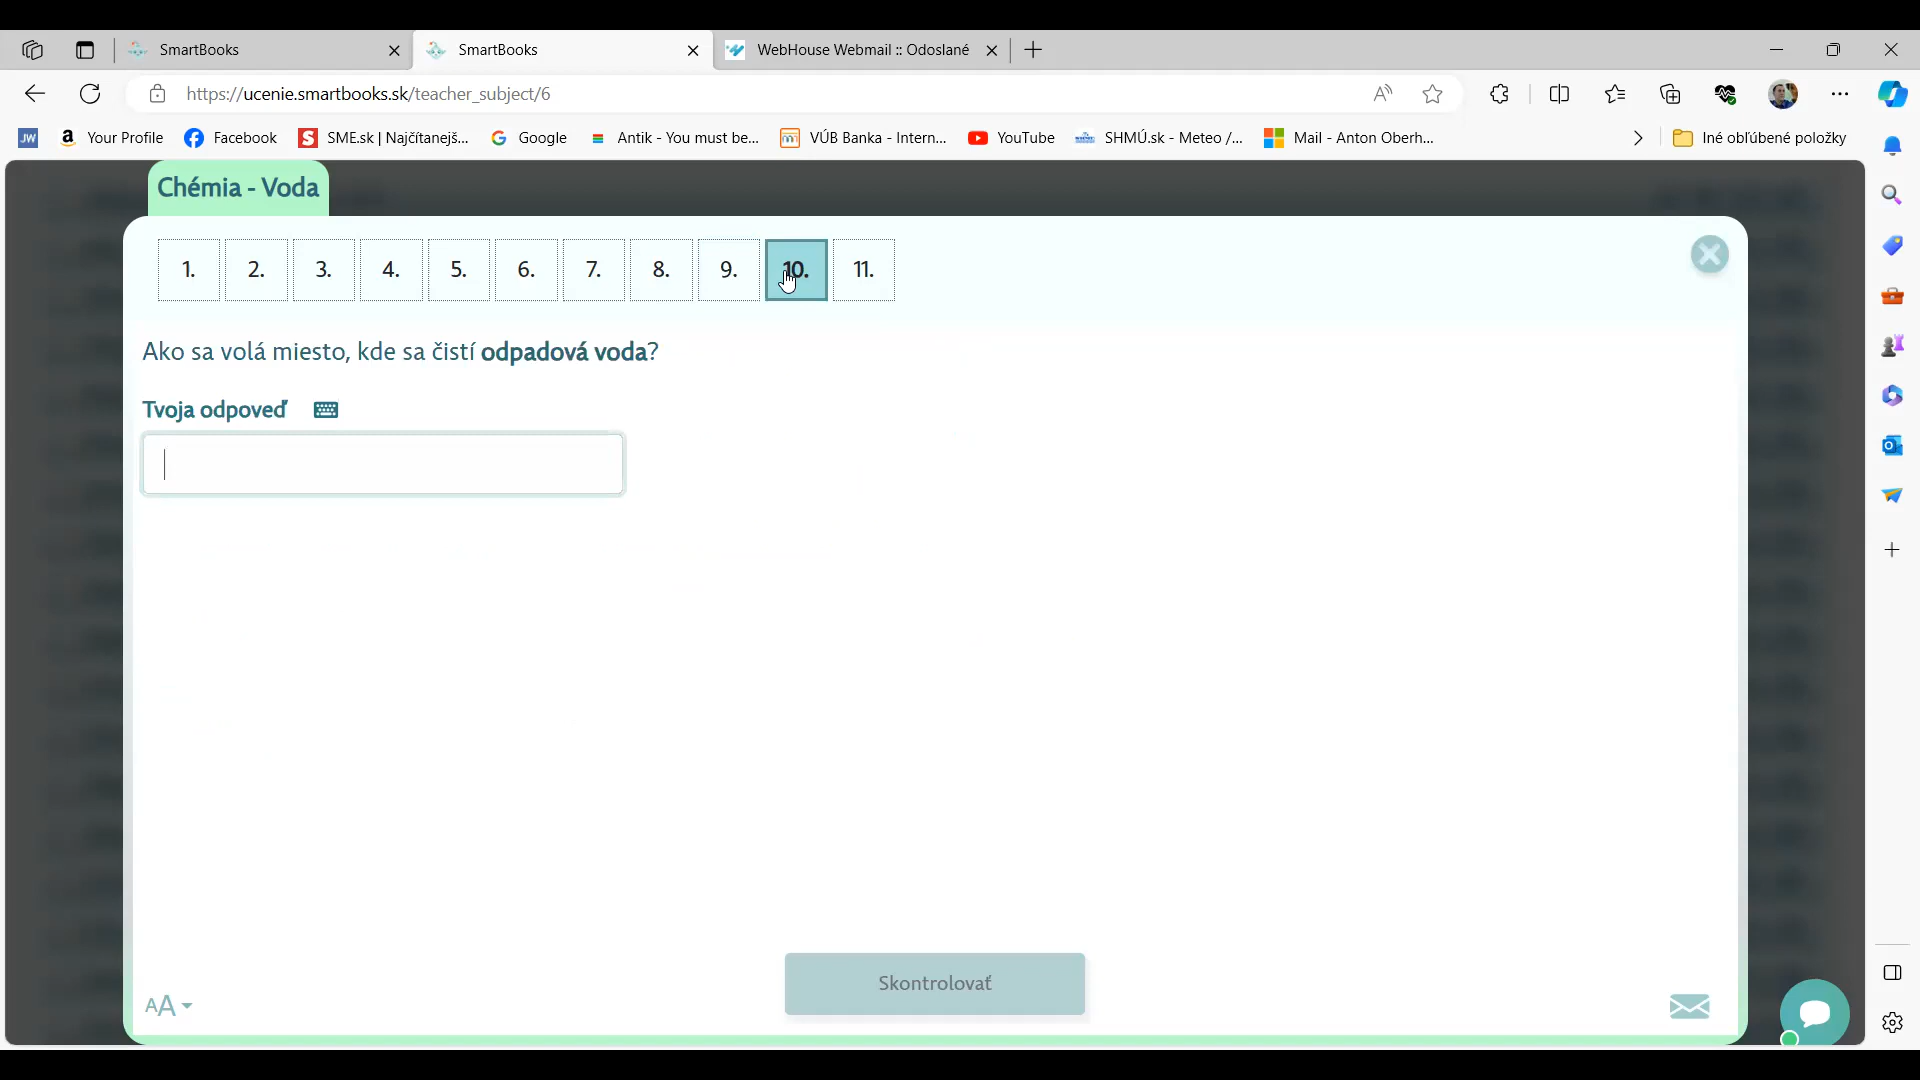 SmartBooks
SmartBooks
WebHouse Webmail :: Odoslané
https://ucenie.smartbooks.sk/teacher_subject/6
JW
Your Profile
Facebook
SME.sk | Najčítanejš...
Google
Antik - You must be...
VÚB Banka - Intern...
YouTube
SHMÚ.sk - Meteo /...
Mail - Anton Oberh...
Iné obľúbené položky
Chémia - Voda
1. 2. 3. 4. 5. 6. 7. 8. 9. 10. 11.
Ako sa volá miesto, kde sa čistí odpadová voda?
Tvoja odpoveď
Skontrolovať
AA